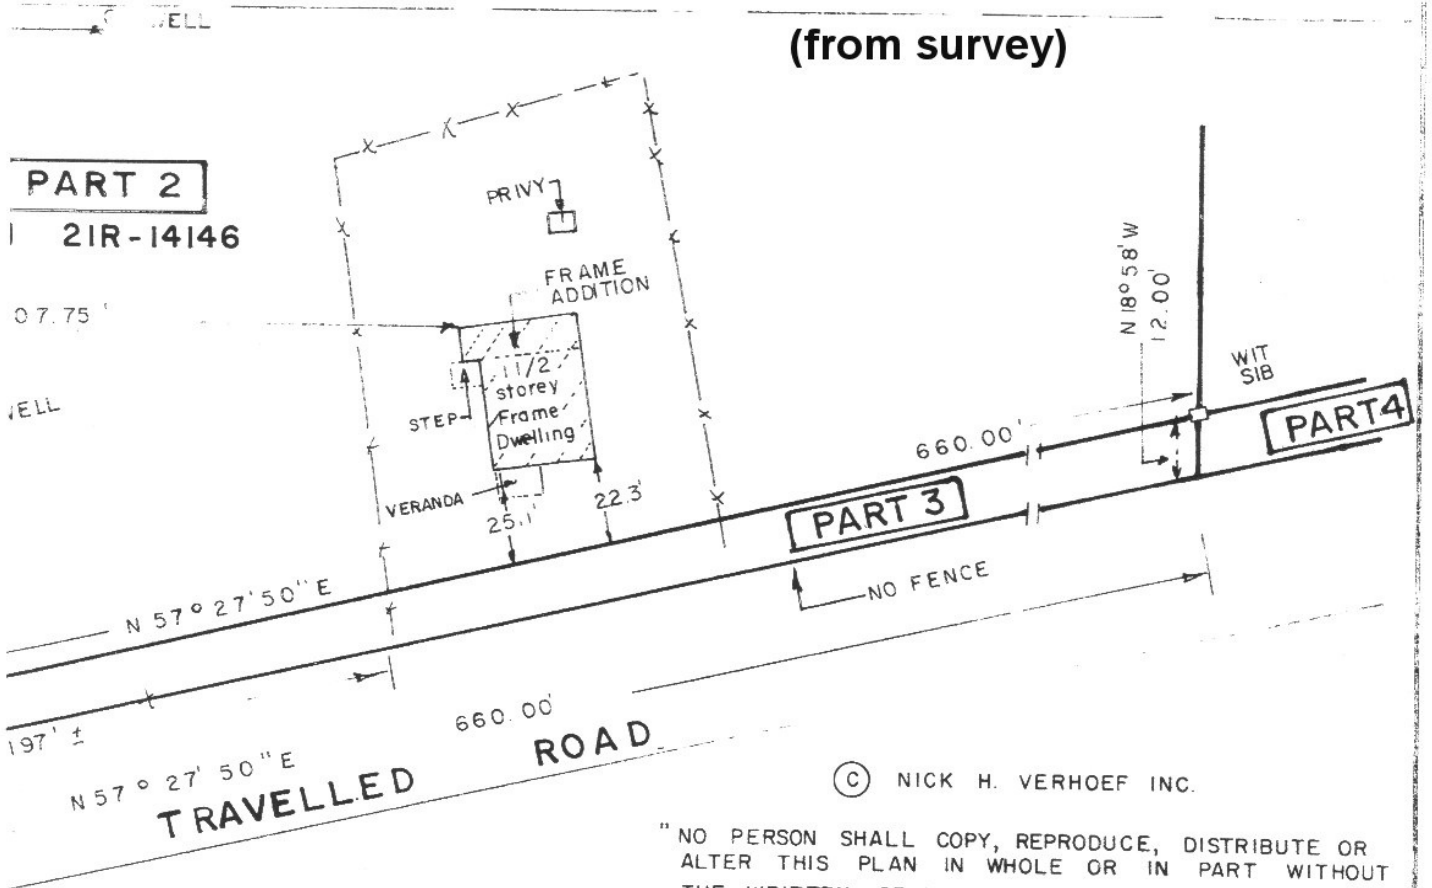 WELL
(from survey)
PART 2
21R-14146
07.75'
PRIVY
FRAME
ADDITION
1 1/2
storey
Frame
Dwelling
STEP
VERANDA
25.1'
22.3'
N 18° 58' W
12.00'
WIT
SIB
660.00'
PART 4
PART 3
NO FENCE
N 57° 27' 50" E
197' ±
660.00'
N 57° 27' 50" E
TRAVELLED ROAD
© NICK H. VERHOEF INC.
"NO PERSON SHALL COPY, REPRODUCE, DISTRIBUTE OR
ALTER THIS PLAN IN WHOLE OR IN PART WITHOUT